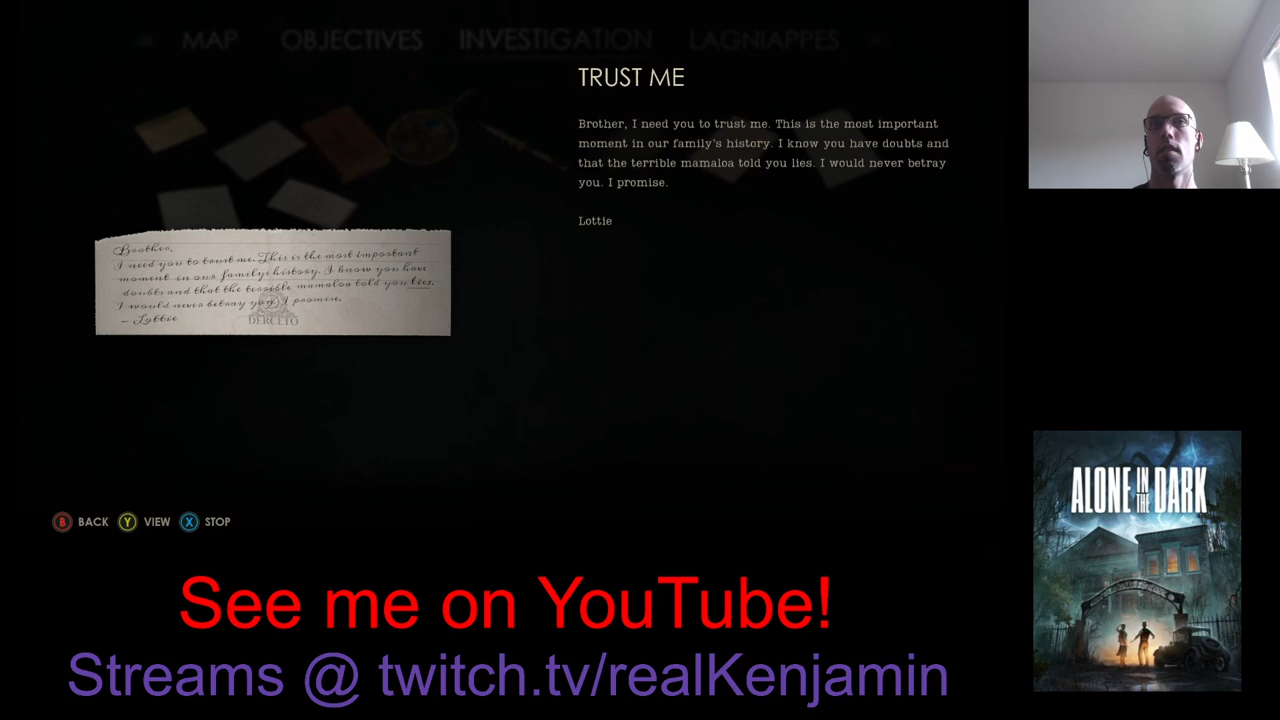 MAP OBJECTIVES INVESTIGATION LAGNIAPPES
TRUST ME
Brother, I need you to trust me. This is the most important
moment in our family's history. I know you have doubts and
that the terrible mamaloa told you lies. I would never betray
you. I promise.
Lottie
Brother,
I need you to trust me. This is the most important
moment in our family's history. I know you have
doubts and that the terrible mamaloa told you lies.
I would never betray you. I promise.
– Lottie
DERCETO
B BACK Y VIEW X STOP
ALONE IN THE DARK
See me on YouTube!
Streams @ twitch.tv/realKenjamin